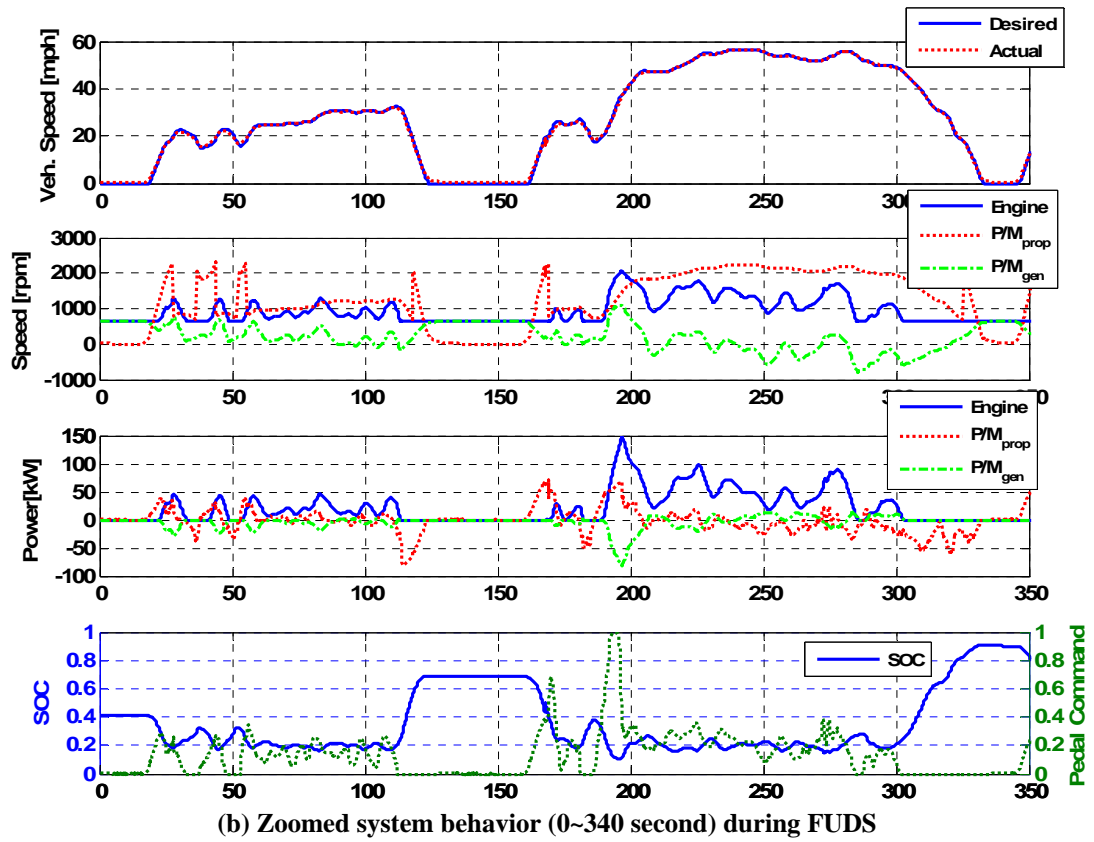 Desired
Actual
Veh. Speed [mph]
60
40
20
0
0 50 100 150 200 250 300
Engine
P/Mprop
P/Mgen
Speed [rpm]
3000
2000
1000
0
-1000
0 50 100 150 200 250
Engine
P/Mprop
P/Mgen
Power[kW]
150
100
50
0
-50
-100
0 50 100 150 200 250 300 350
SOC
SOC
1
0.8
0.6
0.4
0.2
0
1
0.8
0.6
0.4
0.2
0
Pedal Command
0 50 100 150 200 250 300 350
(b) Zoomed system behavior (0~340 second) during FUDS